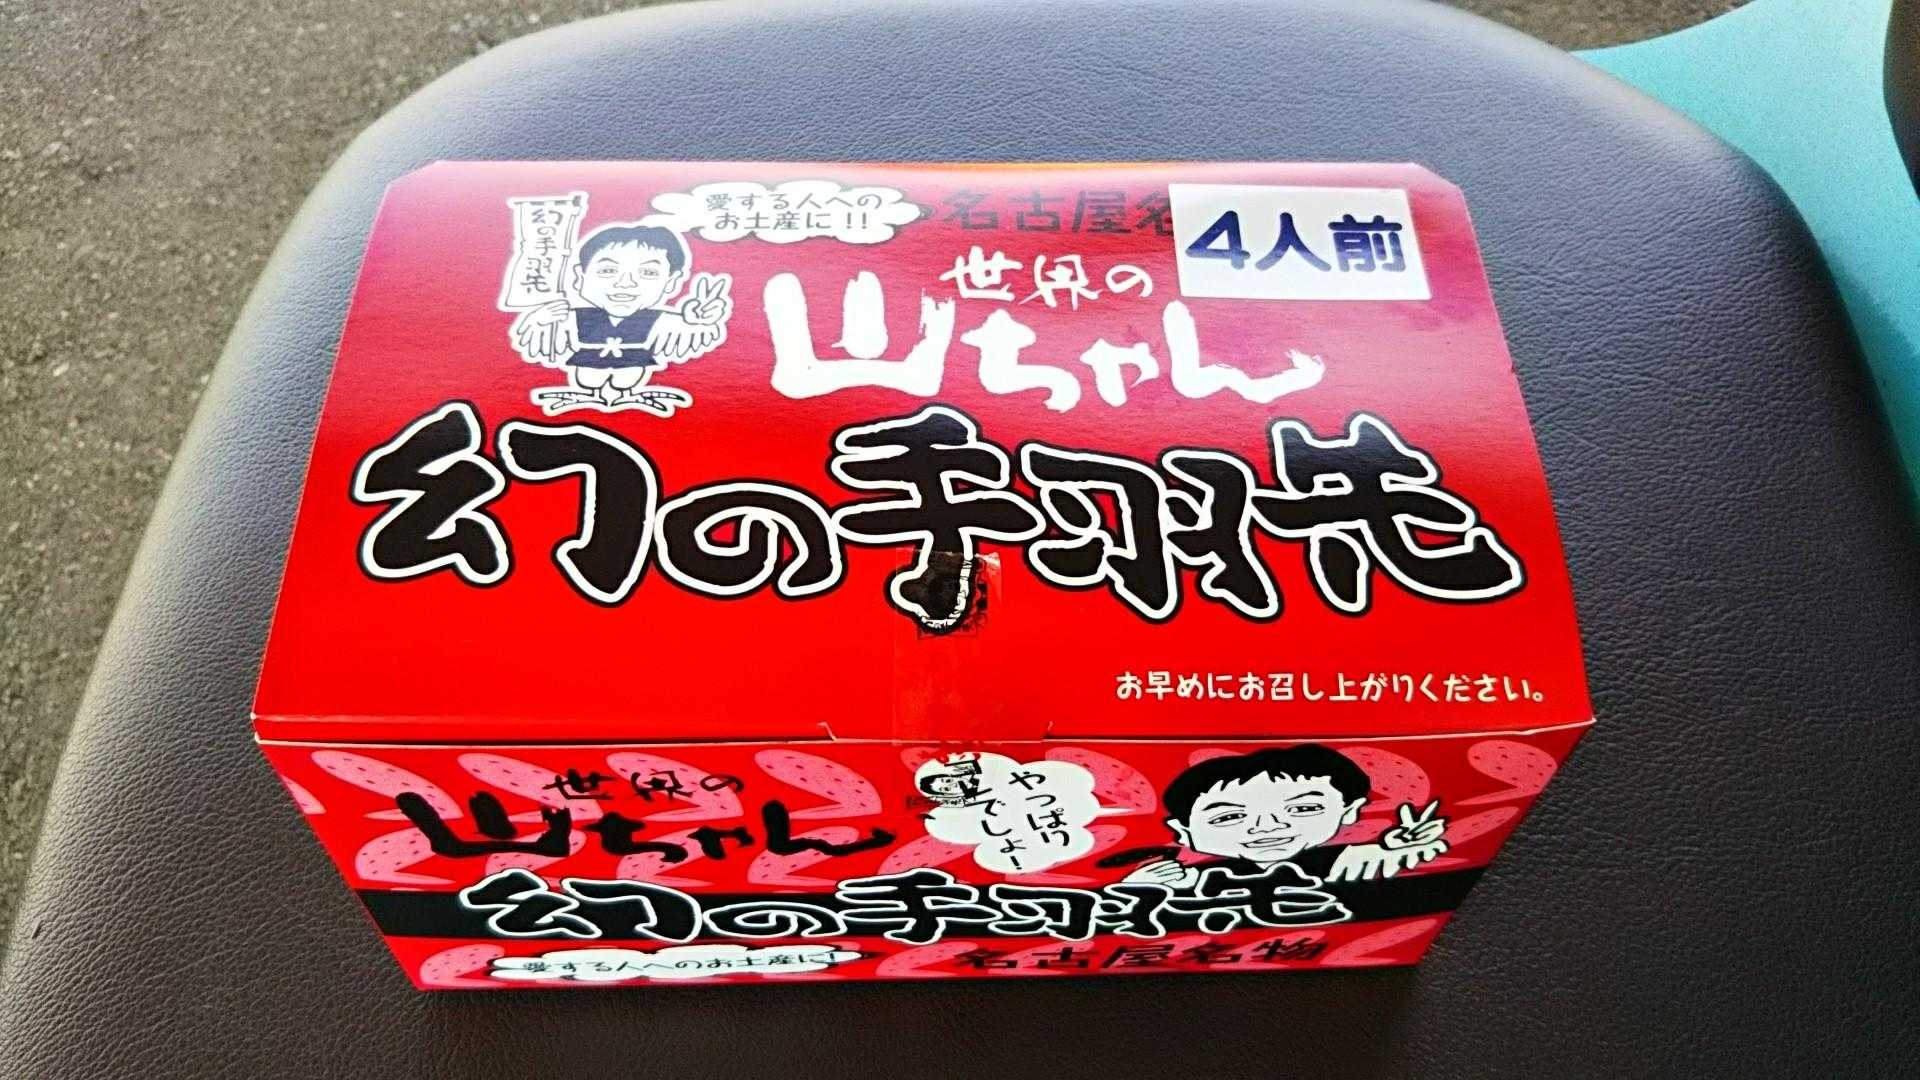 幻の手羽先
愛する人への
お土産に!!
名古屋名
4人前
世界の
山ちゃん
幻の手羽先
お早めにお召し上がりください。
世界の
山ちゃん
やっぱり
でしょ!
幻の手羽先
愛する人へのお土産に!
名古屋名物